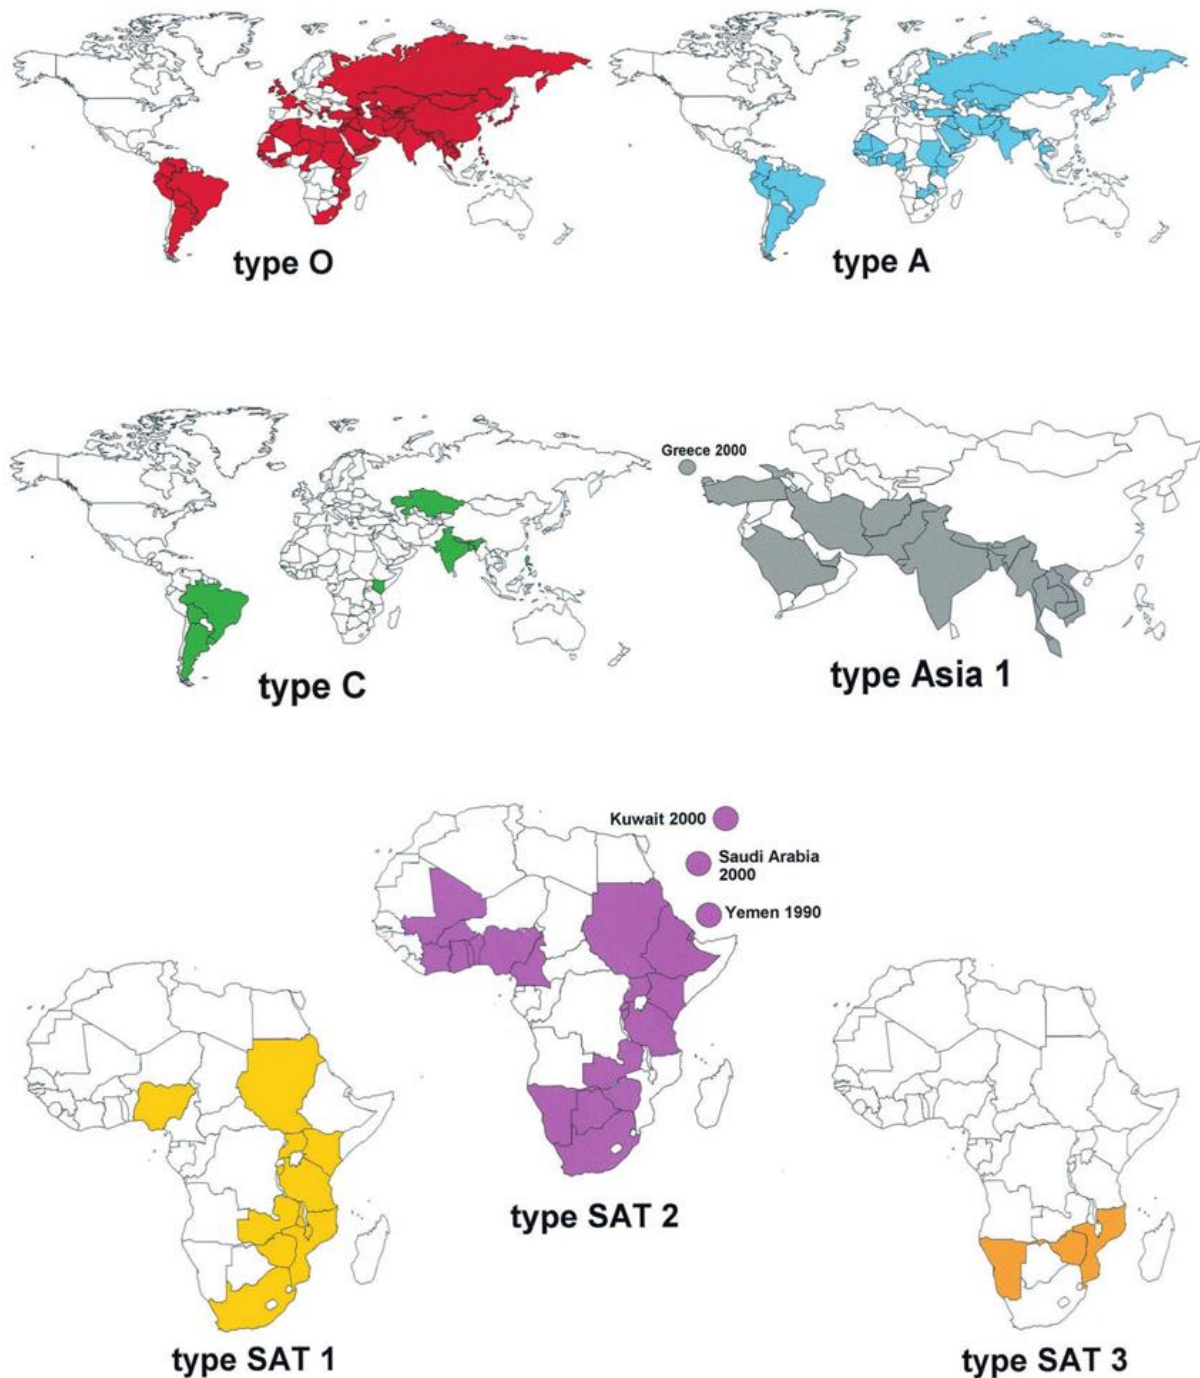 type O
type A
Greece 2000
type C
type Asia 1
Kuwait 2000
Saudi Arabia
2000
Yemen 1990
type SAT 2
type SAT 1
type SAT 3